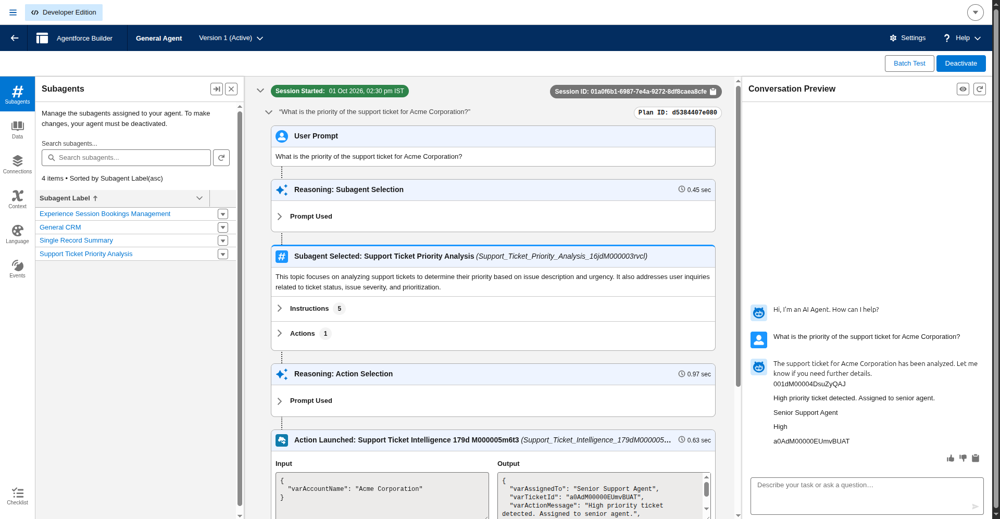 Developer Edition
Agentforce Builder
General Agent
Version 1 (Active)
Settings
? Help
Batch Test
Deactivate
Subagents
Data
Connections
Context
Language
Events
Checklist
Subagents
Manage the subagents assigned to your agent. To make
changes, your agent must be deactivated.
Search subagents...
Search subagents...
4 items • Sorted by Subagent Label(asc)
Subagent Label
Experience Session Bookings Management
General CRM
Single Record Summary
Support Ticket Priority Analysis
Session Started: 01 Oct 2026, 02:30 pm IST
Session ID: 01a0f6b1-6987-7e4a-9272-8df8caea8cfe
“What is the priority of the support ticket for Acme Corporation?”
Plan ID: d5384407e080
User Prompt
What is the priority of the support ticket for Acme Corporation?
Reasoning: Subagent Selection
0.45 sec
Prompt Used
Subagent Selected: Support Ticket Priority Analysis (Support_Ticket_Priority_Analysis_16jdM000003rvcl)
This topic focuses on analyzing support tickets to determine their priority based on issue description and urgency. It also addresses user inquiries
related to ticket status, issue severity, and prioritization.
Instructions 5
Actions 1
Reasoning: Action Selection
0.97 sec
Prompt Used
Action Launched: Support Ticket Intelligence 179d M000005m6t3 (Support_Ticket_Intelligence_179dM000005...
0.63 sec
Input
{
"varAccountName": "Acme Corporation"
}
Output
{
"varAssignedTo": "Senior Support Agent",
"varTicketId": "a0AdM00000EUmvBUAT",
"varActionMessage": "High priority ticket
detected. Assigned to senior agent.",
Conversation Preview
Hi, I'm an AI Agent. How can I help?
What is the priority of the support ticket for Acme Corporation?
The support ticket for Acme Corporation has been analyzed. Let me
know if you need further details.
001dM00004DsuZyQAJ
High priority ticket detected. Assigned to senior agent.
Senior Support Agent
High
a0AdM00000EUmvBUAT
Describe your task or ask a question…